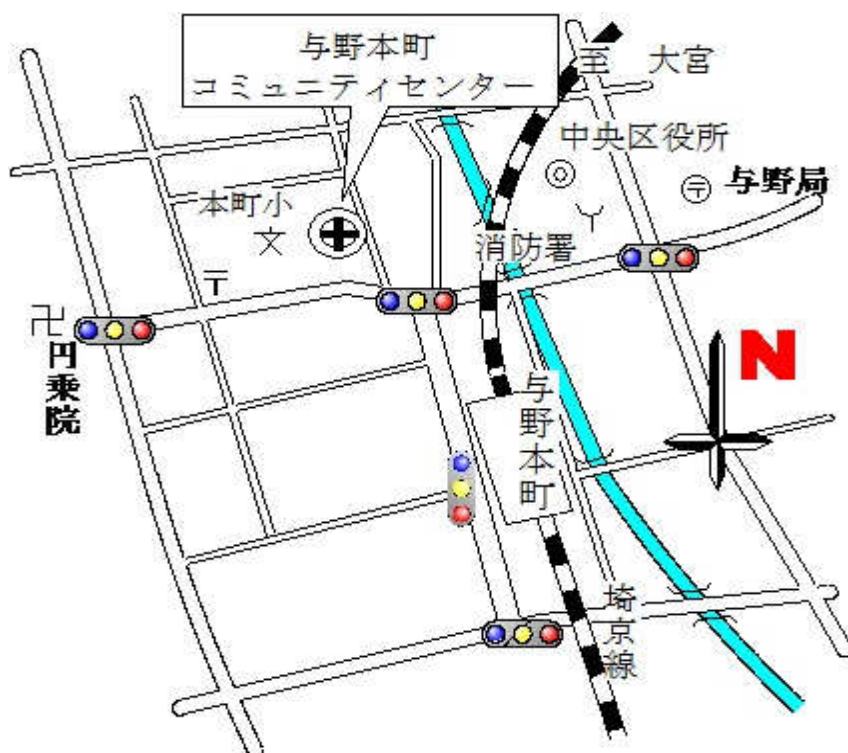 与野本町
コミュニティセンター
至 大宮
中央区役所
与野局
本町小
文
消防署
円乗院
N
与野本町
埼京線